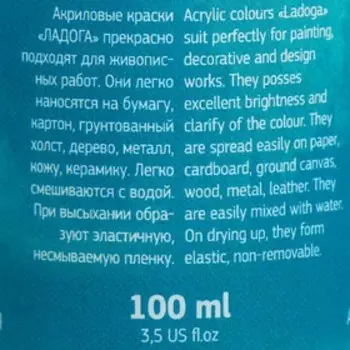 Акриловые краски
«ЛАДОГА» прекрасно
подходят для живопис-
ных работ. Они легко
наносятся на бумагу,
картон, грунтованный
холст, дерево, металл,
кожу, керамику. Легко
смешиваются с водой.
При высыхании обра-
зуют эластичную,
несмываемую пленку.
Acrylic colours «Ladoga»
suit perfectly for painting,
decorative and design
works. They posses
excellent brightness and
clarify of the colour. They
are spread easily on paper,
cardboard, ground canvas,
wood, metal, leather. They
are easily mixed with water.
On drying up, they form
elastic, non-removable.
100 ml
3,5 US fl.oz